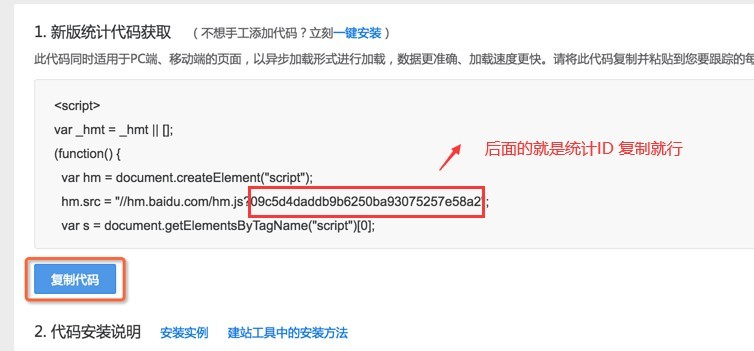 1. 新版统计代码获取 （不想手工添加代码？立刻一键安装）
此代码同时适用于PC端、移动端的页面，以异步加载形式进行加载，数据更准确、加载速度更快。请将此代码复制并粘贴到您要跟踪的每
<script>
var _hmt = _hmt || [];
(function() {
后面的就是统计ID 复制就行
var hm = document.createElement("script");
hm.src = "//hm.baidu.com/hm.js?09c5d4daddb9b6250ba93075257e58a2";
var s = document.getElementsByTagName("script")[0];
复制代码
2. 代码安装说明 安装实例 建站工具中的安装方法